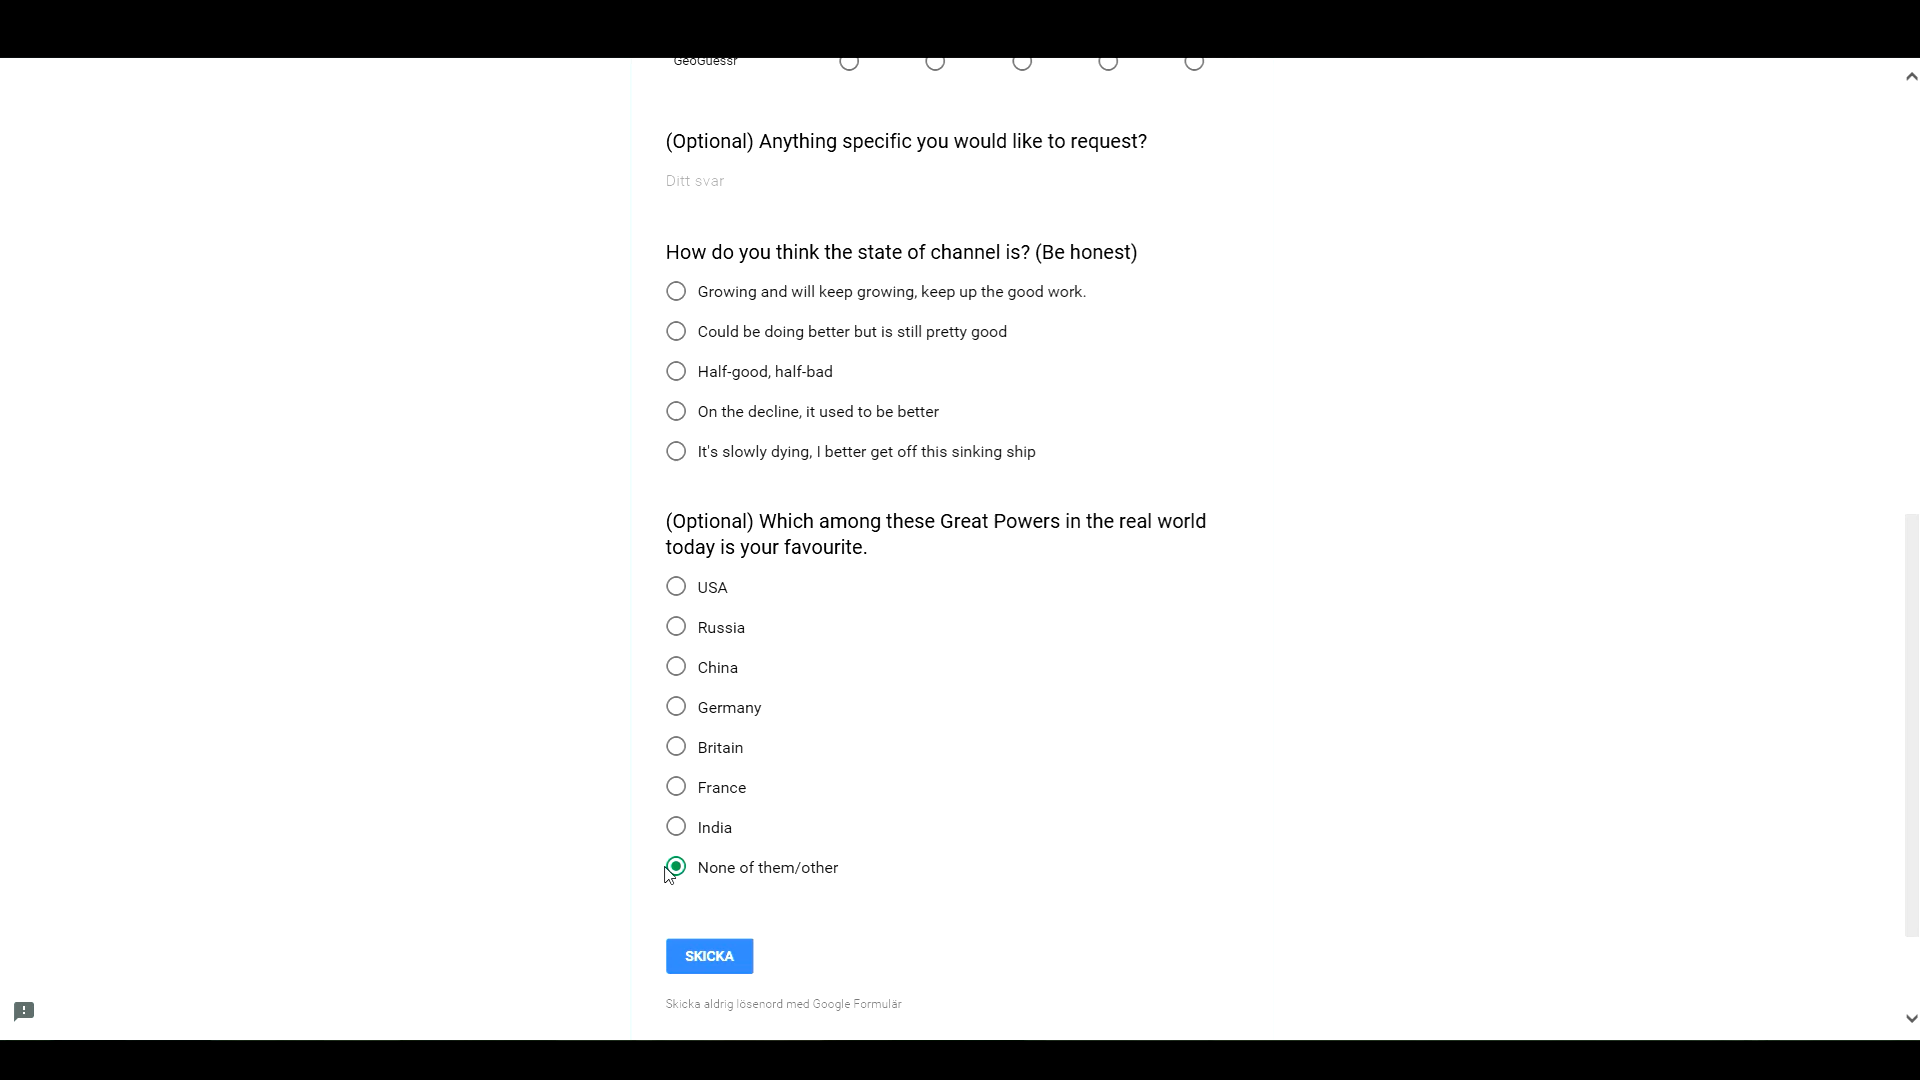 GeoGuessr
(Optional) Anything specific you would like to request?
Ditt svar
How do you think the state of channel is? (Be honest)
Growing and will keep growing, keep up the good work.
Could be doing better but is still pretty good
Half-good, half-bad
On the decline, it used to be better
It's slowly dying, I better get off this sinking ship
(Optional) Which among these Great Powers in the real world
today is your favourite.
USA
Russia
China
Germany
Britain
France
India
None of them/other
SKICKA
Skicka aldrig lösenord med Google Formulär